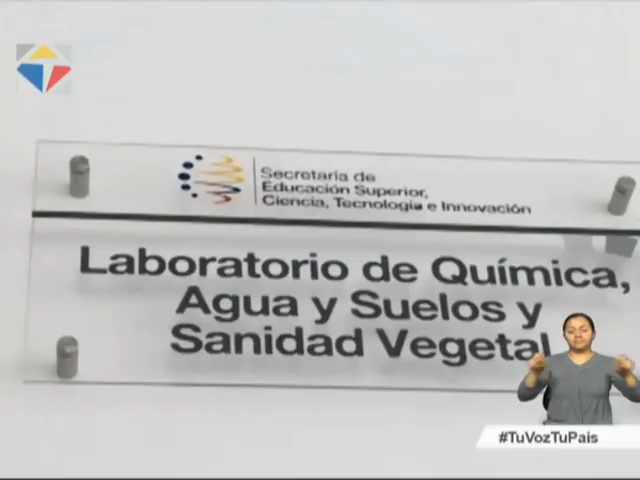 Secretaría de
Educación Superior,
Ciencia, Tecnología e Innovación
Laboratorio de Química,
Agua y Suelos y
Sanidad Vegetal
#TuVozTuPaís